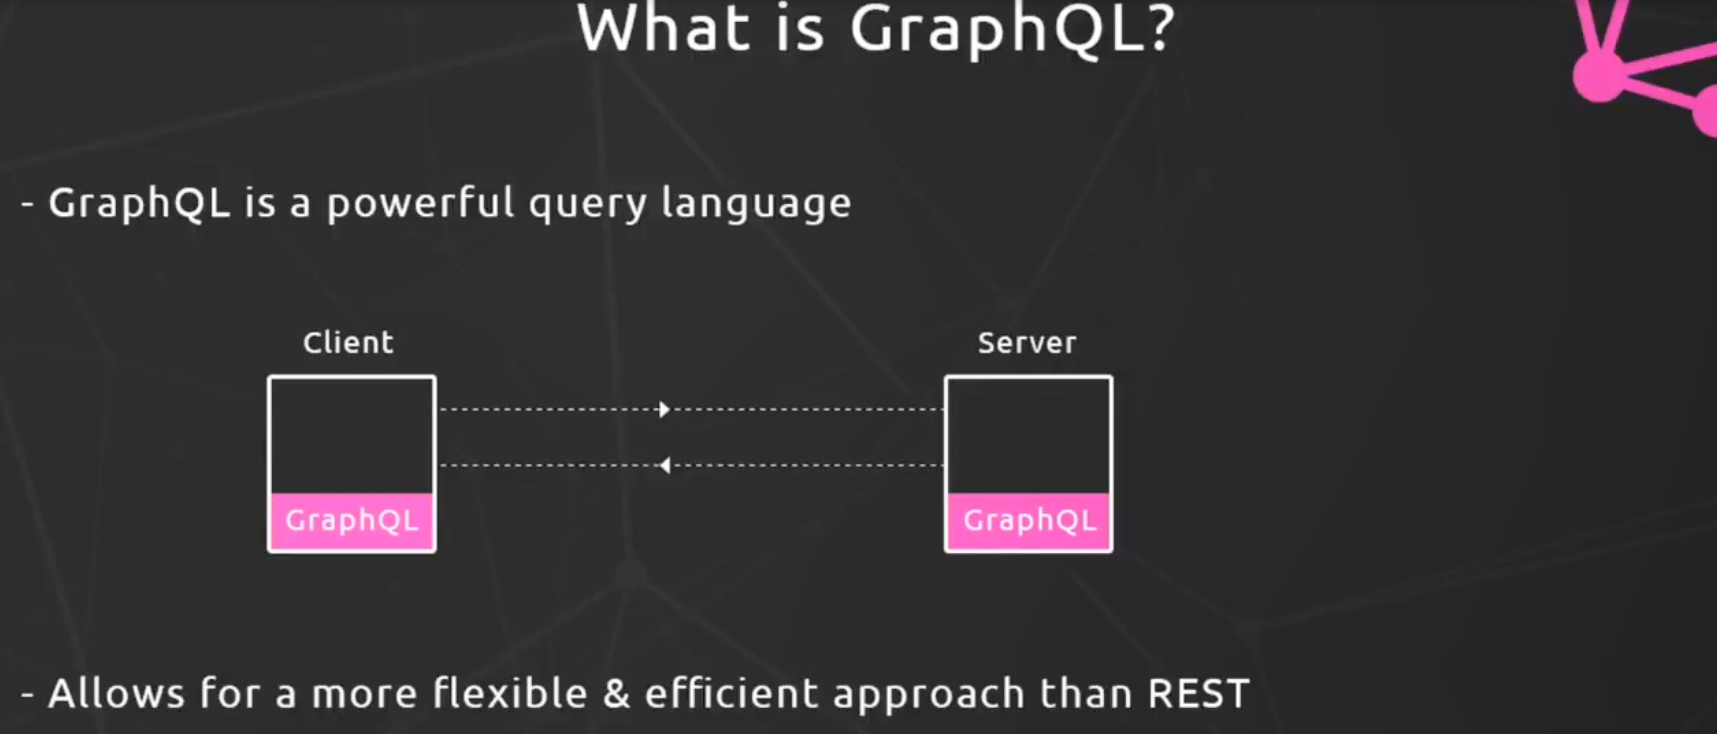 What is GraphQL?
- GraphQL is a powerful query language
Client
Server
GraphQL
GraphQL
- Allows for a more flexible & efficient approach than REST